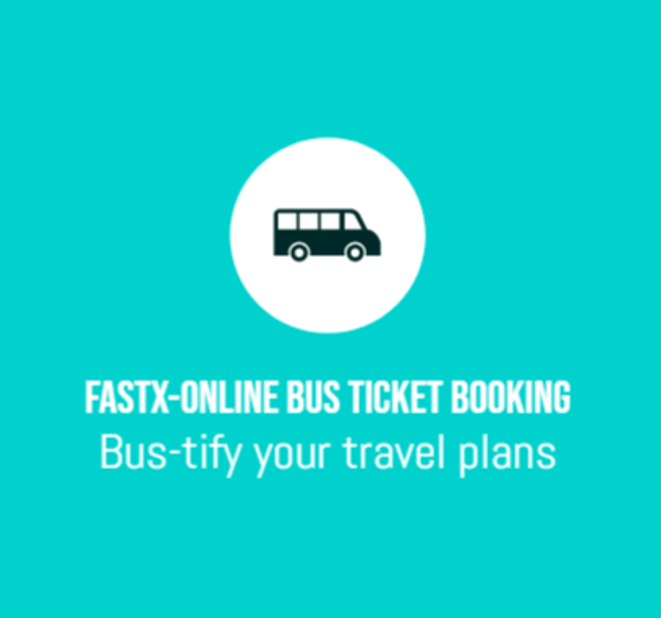 FASTX-ONLINE BUS TICKET BOOKING
Bus-tify your travel plans